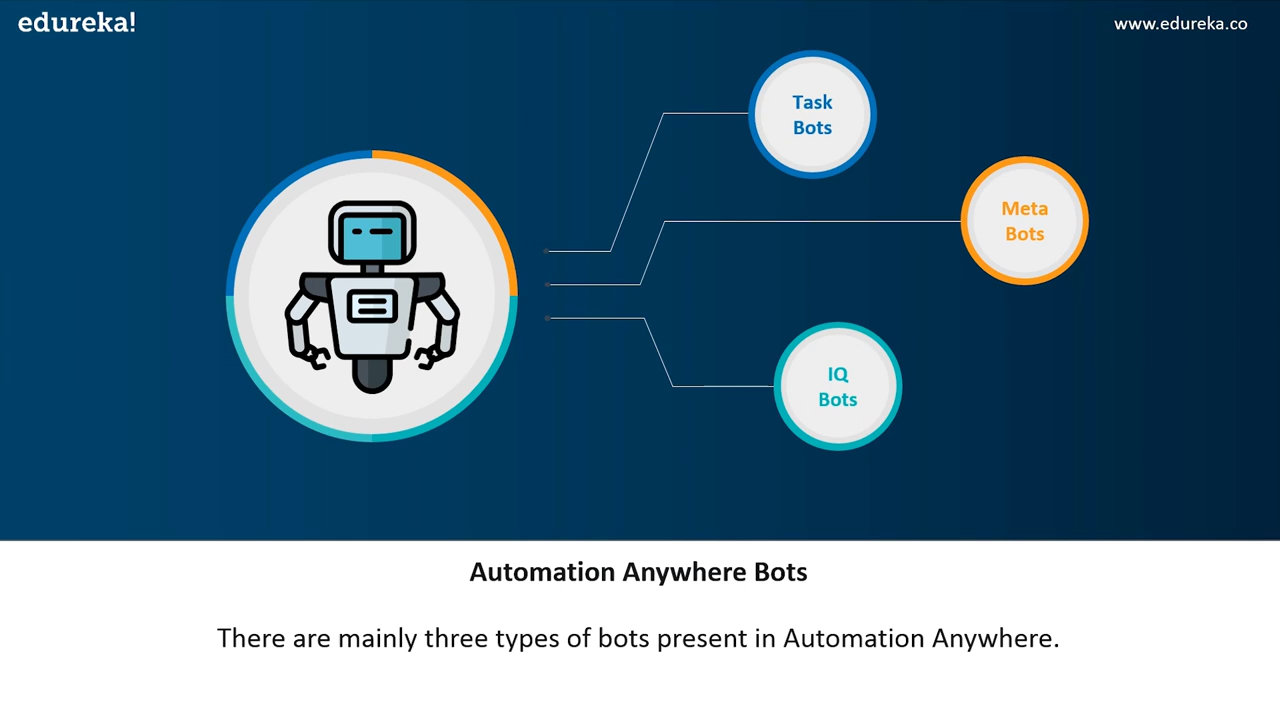 edureka!
www.edureka.co
Task
Bots
Meta
Bots
IQ
Bots
Automation Anywhere Bots
There are mainly three types of bots present in Automation Anywhere.